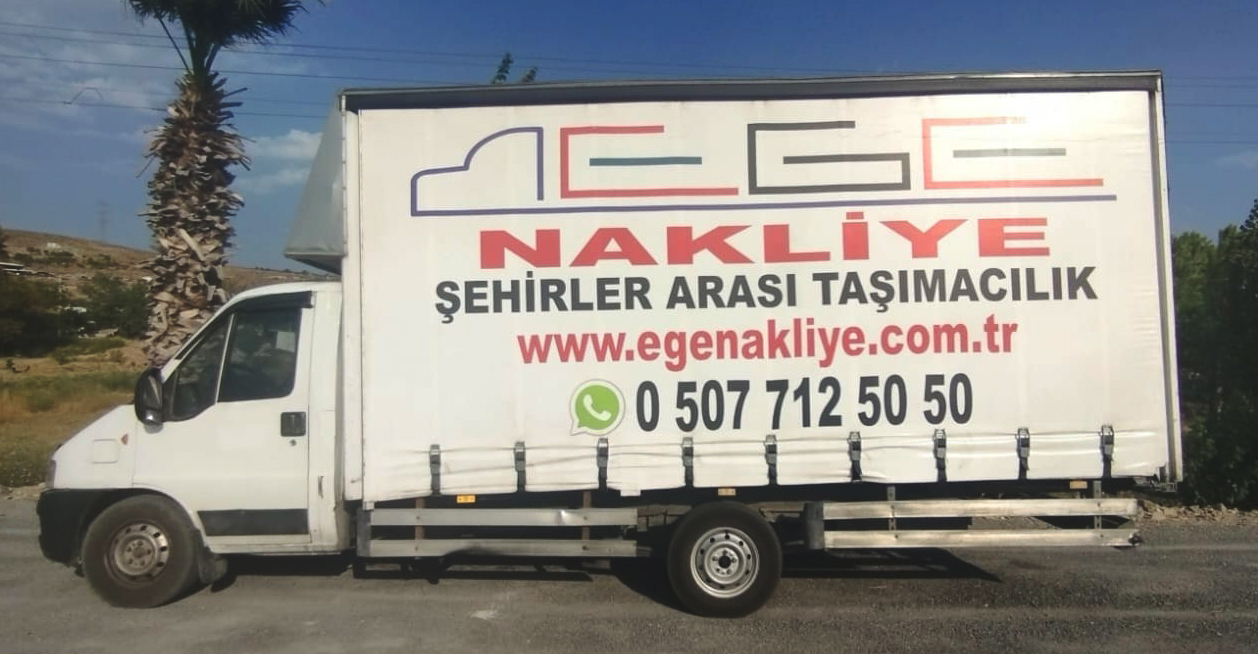 EGE
NAKLİYE
ŞEHİRLER ARASI TAŞIMACILIK
www.egenakliye.com.tr
0 507 712 50 50